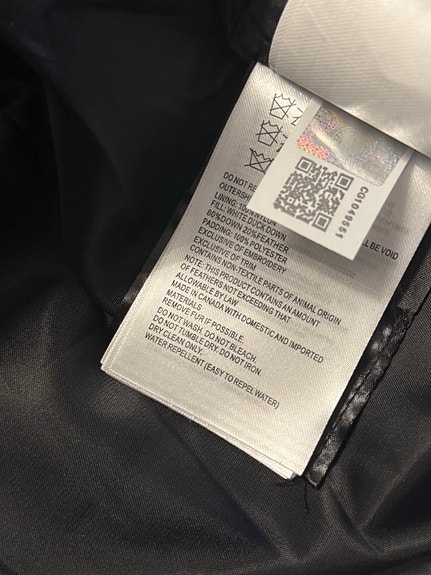 DO NOT RE
OUTERSH
LINING: 100% NYLON
FILL: WHITE DUCK DOWN
80%DOWN 20%FEATHER
PADDING: 100% POLYESTER
EXCLUSIVE OF EMBROIDERY
EXCLUSIVE OF TRIM
CONTAINS NON-TEXTILE PARTS OF ANIMAL ORIGIN
NOTE: THIS PRODUCT CONTAINS AN AMOUNT
OF FEATHERS NOT EXCEEDING THAT
ALLOWABLE BY LAW
MADE IN CANADA WITH DOMESTIC AND IMPORTED
MATERIALS
REMOVE FUR IF POSSIBLE.
DO NOT WASH. DO NOT BLEACH.
DO NOT TUMBLE DRY. DO NOT IRON.
DRY CLEAN ONLY.
WATER REPELLENT (EASY TO REPEL WATER)
LL BE VOID
CG1049551